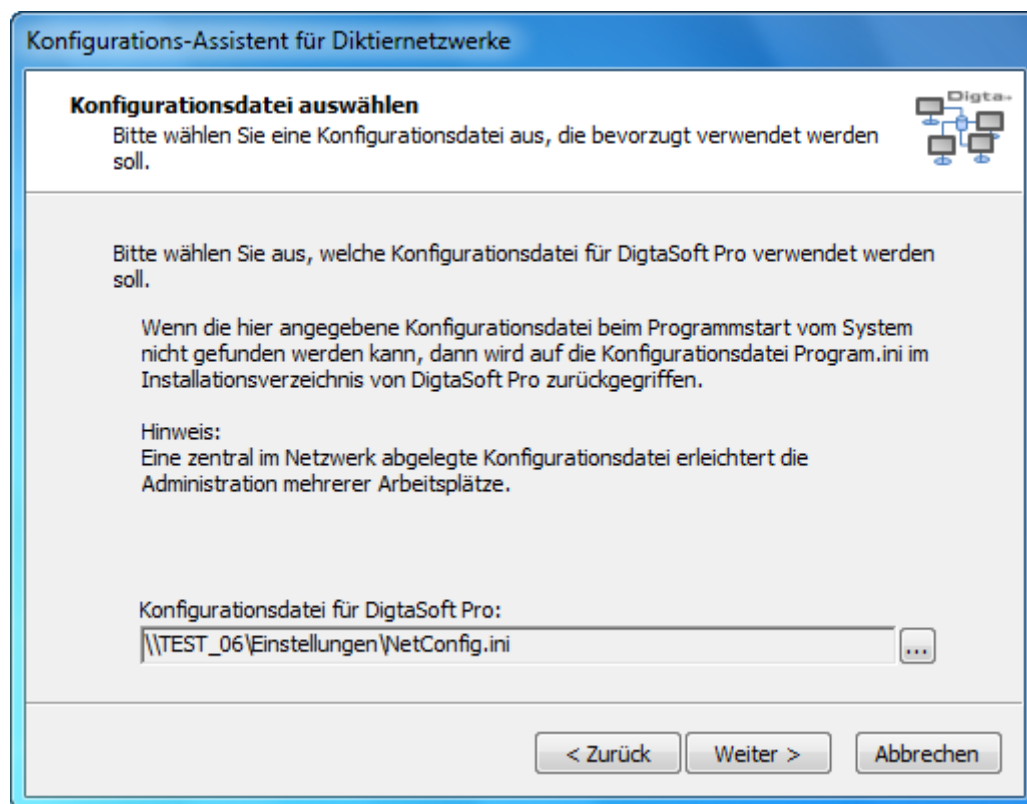 Konfigurations-Assistent für Diktiernetzwerke
Konfigurationsdatei auswählen
Bitte wählen Sie eine Konfigurationsdatei aus, die bevorzugt verwendet werden
soll.
Digta
Bitte wählen Sie aus, welche Konfigurationsdatei für DigtaSoft Pro verwendet werden
soll.
Wenn die hier angegebene Konfigurationsdatei beim Programmstart vom System
nicht gefunden werden kann, dann wird auf die Konfigurationsdatei Program.ini im
Installationsverzeichnis von DigtaSoft Pro zurückgegriffen.
Hinweis:
Eine zentral im Netzwerk abgelegte Konfigurationsdatei erleichtert die
Administration mehrerer Arbeitsplätze.
Konfigurationsdatei für DigtaSoft Pro:
\\TEST_06\Einstellungen\NetConfig.ini
...
< Zurück
Weiter >
Abbrechen